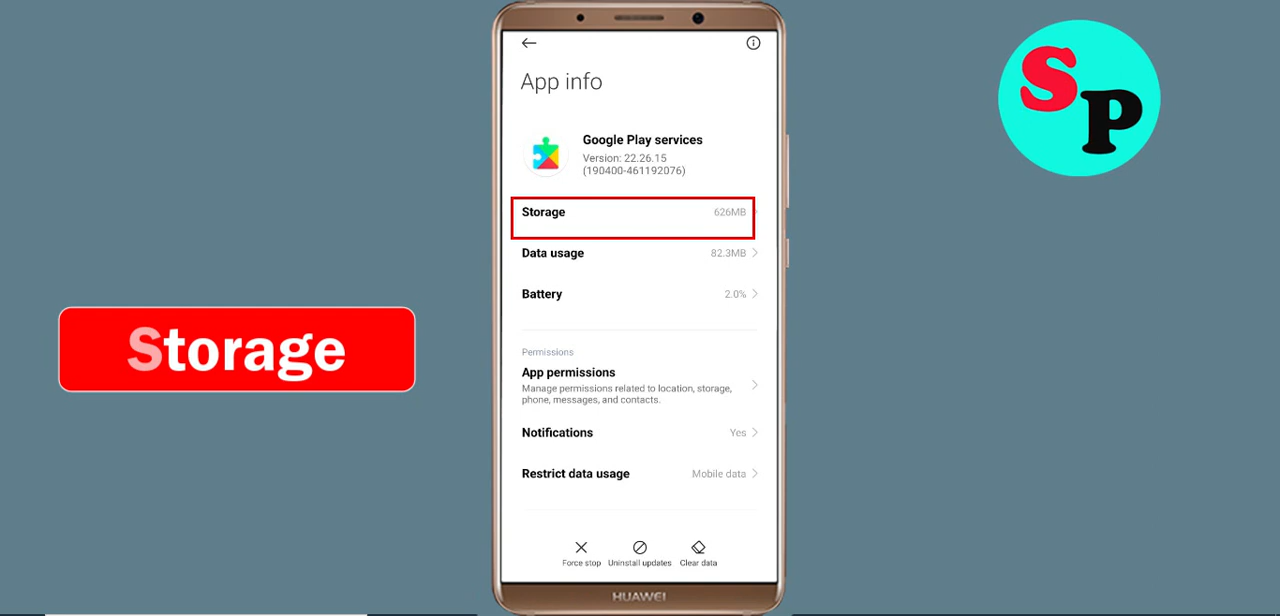 App info
Google Play services
Version: 22.26.15
(190400-461192076)
Storage 626MB
Data usage 82.3MB
Battery 2.0%
Permissions
App permissions
Manage permissions related to location, storage,
phone, messages, and contacts.
Notifications Yes
Restrict data usage Mobile data
Force stop Uninstall updates Clear data
HUAWEI
Storage
SP